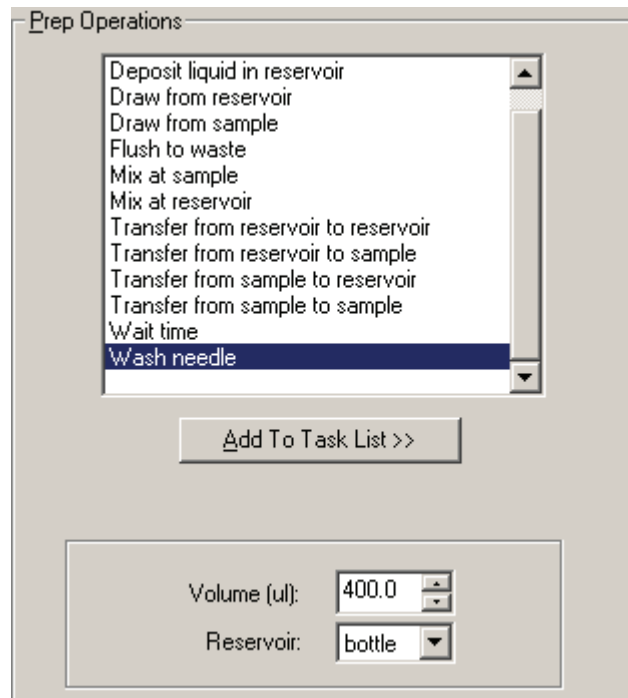 Prep Operations
Deposit liquid in reservoir
Draw from reservoir
Draw from sample
Flush to waste
Mix at sample
Mix at reservoir
Transfer from reservoir to reservoir
Transfer from reservoir to sample
Transfer from sample to reservoir
Transfer from sample to sample
Wait time
Wash needle
Add To Task List >>
Volume (ul): 400.0
Reservoir: bottle